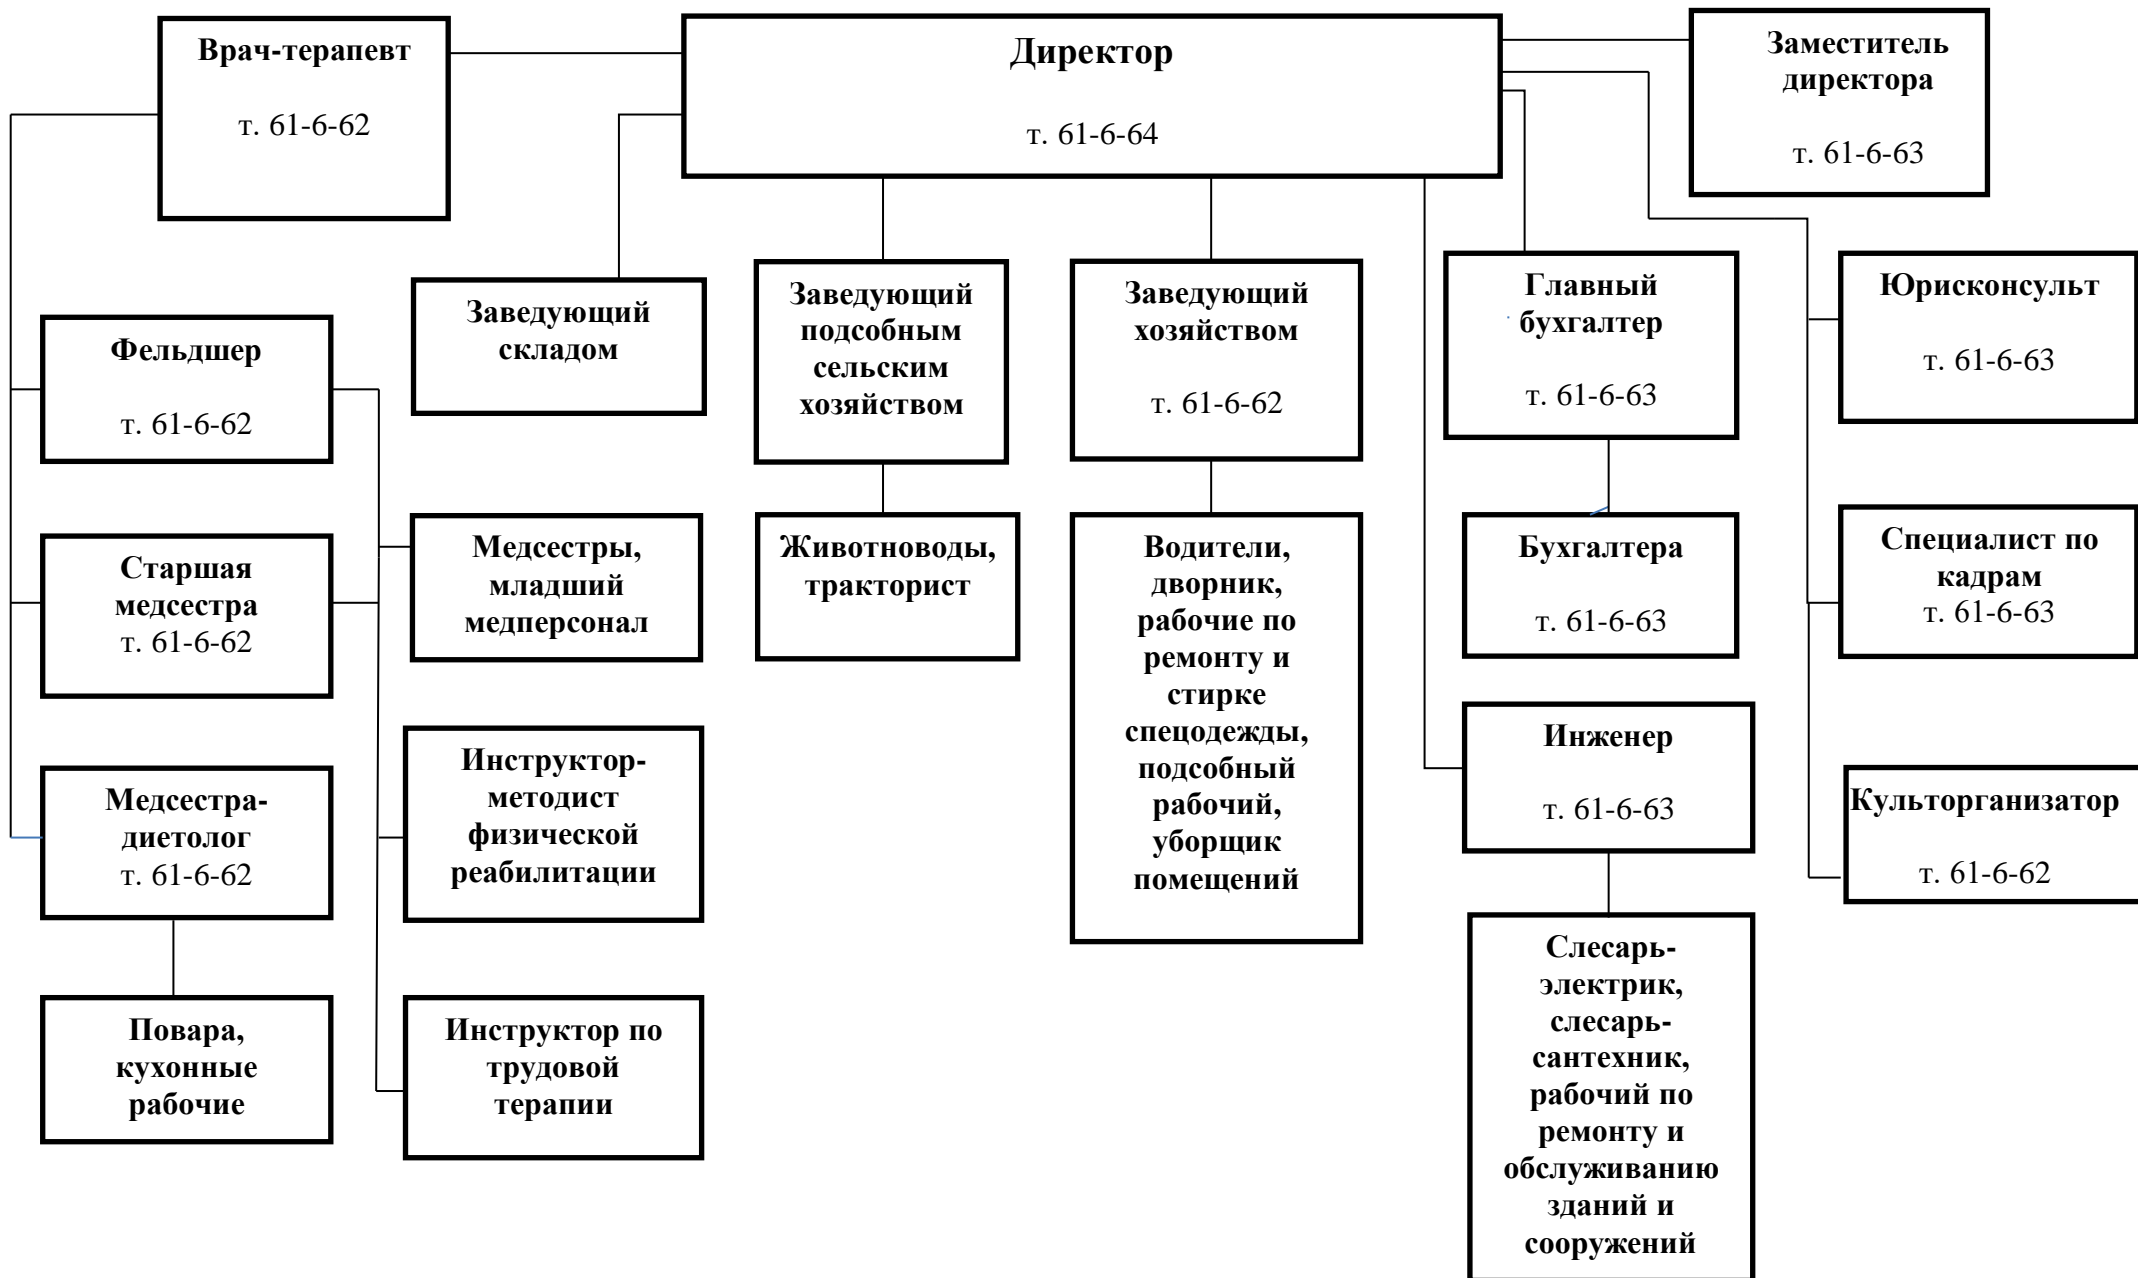 Врач-терапевт
т. 61-6-62
Директор
т. 61-6-64
Заместитель
директора
т. 61-6-63
Заведующий
складом
Заведующий
подсобным
сельским
хозяйством
Заведующий
хозяйством
т. 61-6-62
Главный
бухгалтер
т. 61-6-63
Юрисконсульт
т. 61-6-63
Фельдшер
т. 61-6-62
Старшая
медсестра
т. 61-6-62
Медсестры,
младший
медперсонал
Животноводы,
тракторист
Водители,
дворник,
рабочие по
ремонту и
стирке
спецодежды,
подсобный
рабочий,
уборщик
помещений
Бухгалтера
т. 61-6-63
Специалист по
кадрам
т. 61-6-63
Медсестра-
диетолог
т. 61-6-62
Инструктор-
методист
физической
реабилитации
Инженер
т. 61-6-63
Культорганизатор
т. 61-6-62
Повара,
кухонные
рабочие
Инструктор по
трудовой
терапии
Слесарь-
электрик,
слесарь-
сантехник,
рабочий по
ремонту и
обслуживанию
зданий и
сооружений